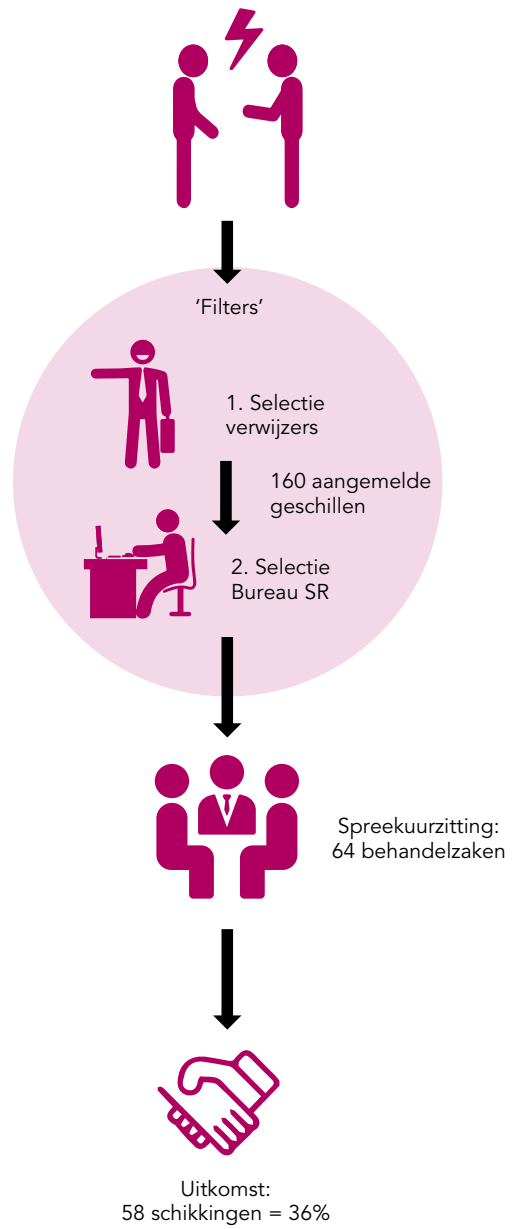 'Filters'
1. Selectie
verwijzers
160 aangemelde
geschillen
2. Selectie
Bureau SR
Spreekuurzitting:
64 behandelzaken
Uitkomst:
58 schikkingen = 36%